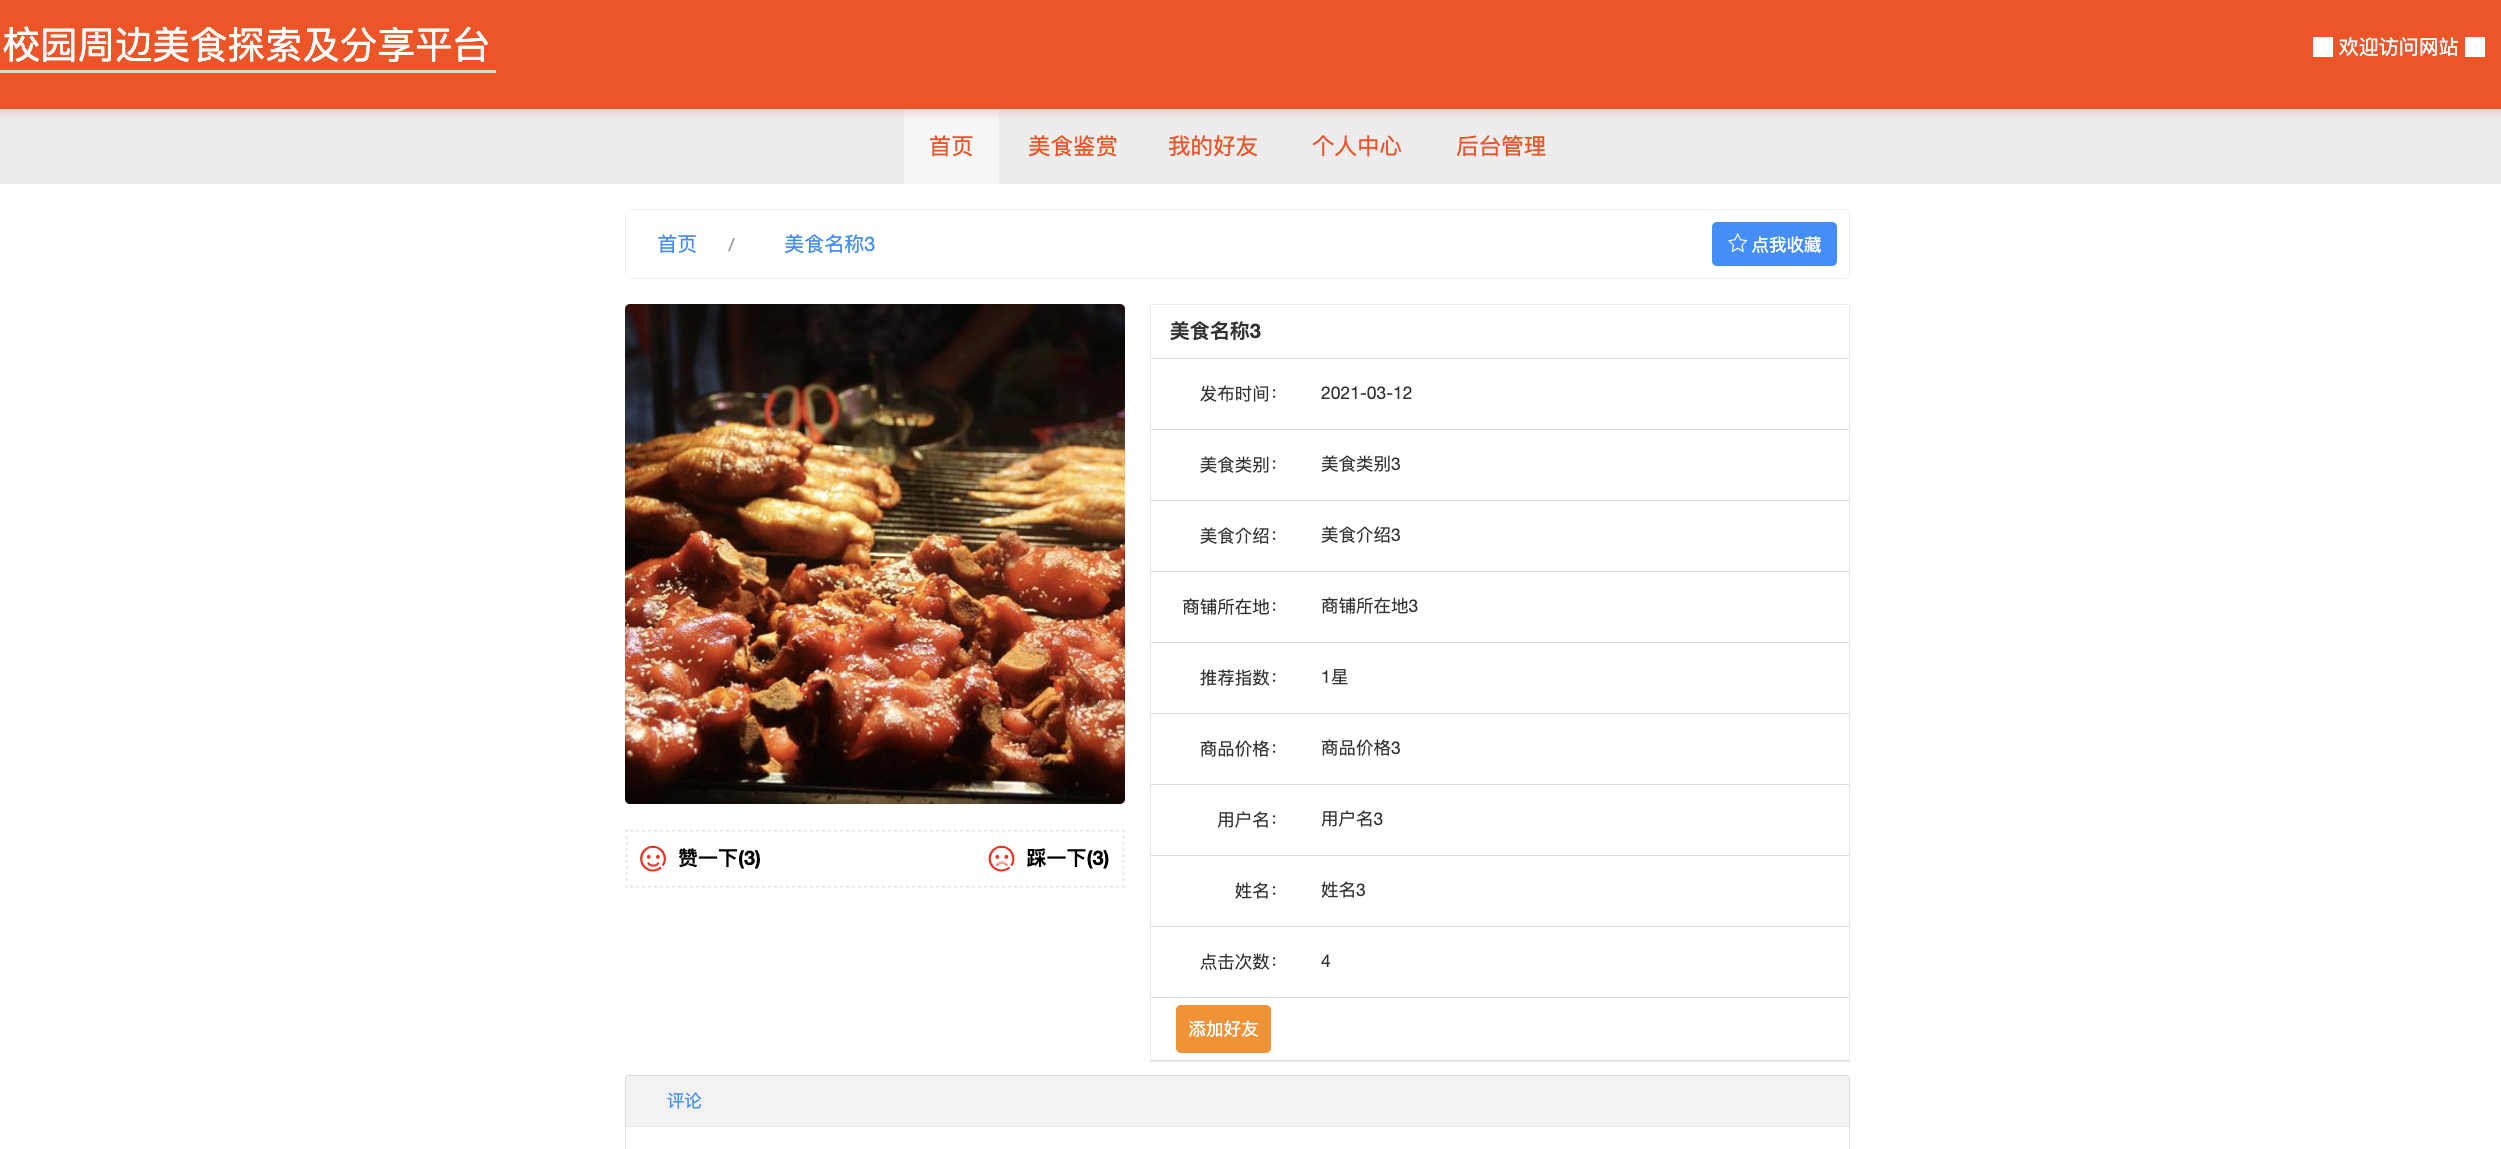 校园周边美食探索及分享平台
欢迎访问网站
首页 美食鉴赏 我的好友 个人中心 后台管理
首页 / 美食名称3
点我收藏
美食名称3
发布时间： 2021-03-12
美食类别： 美食类别3
美食介绍： 美食介绍3
商铺所在地： 商铺所在地3
推荐指数： 1星
商品价格： 商品价格3
用户名： 用户名3
姓名： 姓名3
点击次数： 4
添加好友
赞一下(3) 踩一下(3)
评论